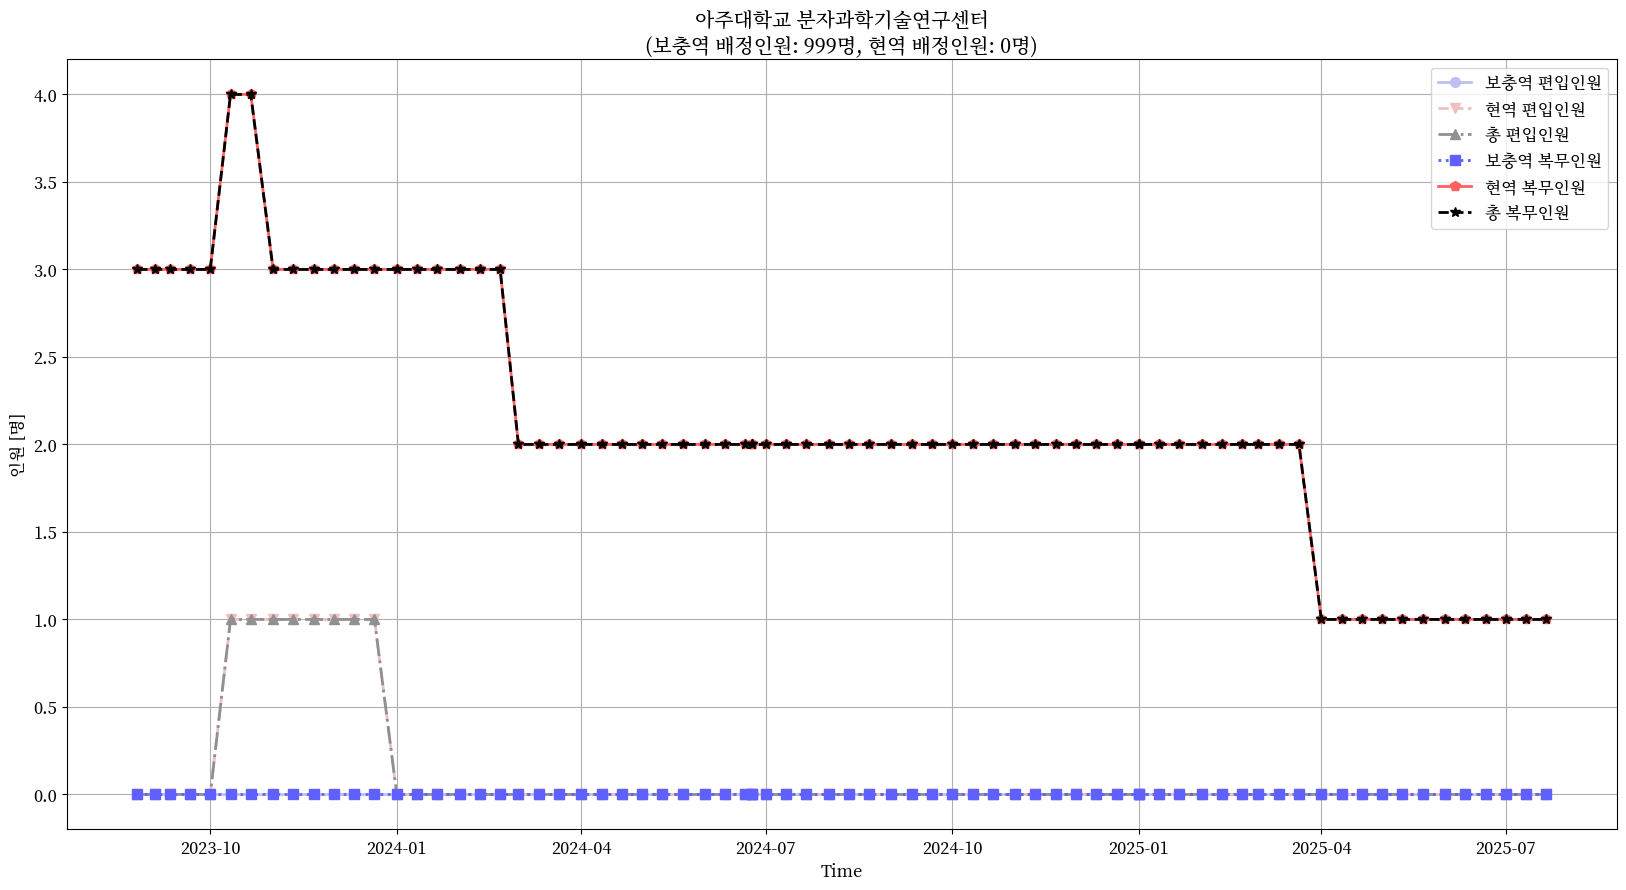 아주대학교 분자과학기술연구센터
(보충역 배정인원: 999명, 현역 배정인원: 0명)
보충역 편입인원
현역 편입인원
총 편입인원
보충역 복무인원
현역 복무인원
총 복무인원
인원 [명]
4.0
3.5
3.0
2.5
2.0
1.5
1.0
0.5
0.0
2023-10
2024-01
2024-04
2024-07
2024-10
2025-01
2025-04
2025-07
Time